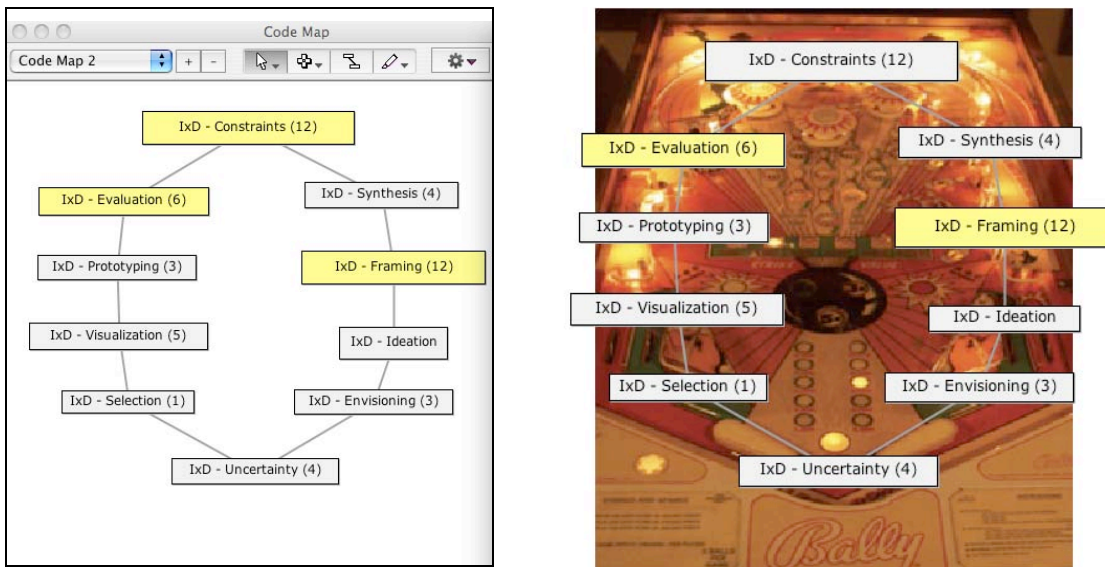 Code Map
Code Map 2
+
-
IxD - Constraints (12)
IxD - Evaluation (6)
IxD - Synthesis (4)
IxD - Prototyping (3)
IxD - Framing (12)
IxD - Visualization (5)
IxD - Ideation
IxD - Selection (1)
IxD - Envisioning (3)
IxD - Uncertainty (4)
IxD - Constraints (12)
IxD - Evaluation (6)
IxD - Synthesis (4)
IxD - Prototyping (3)
IxD - Framing (12)
IxD - Visualization (5)
IxD - Ideation
IxD - Selection (1)
IxD - Envisioning (3)
IxD - Uncertainty (4)
Bally